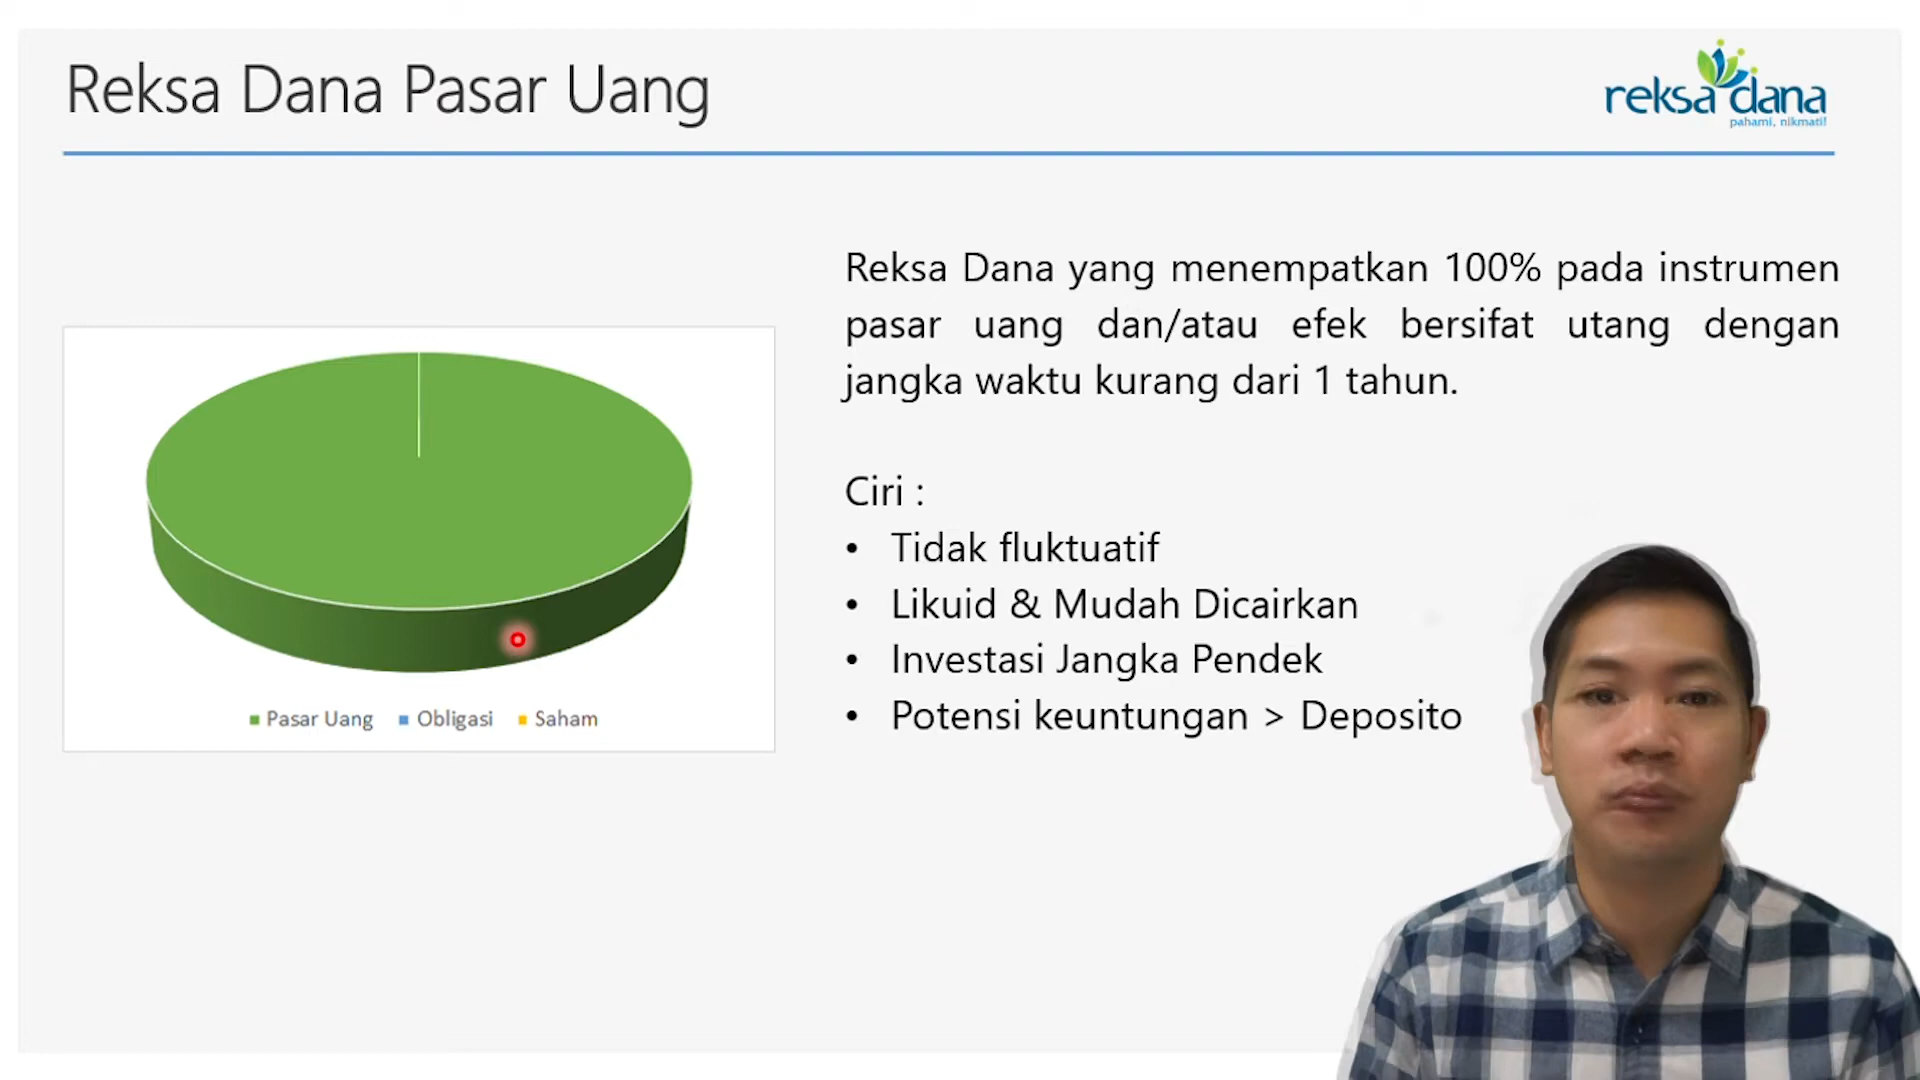 Reksa Dana Pasar Uang
reksa dana
pahami, nikmati!
Reksa Dana yang menempatkan 100% pada instrumen
pasar uang dan/atau efek bersifat utang dengan
jangka waktu kurang dari 1 tahun.
Ciri :
• Tidak fluktuatif
• Likuid & Mudah Dicairkan
• Investasi Jangka Pendek
• Potensi keuntungan > Deposito
Pasar Uang Obligasi Saham